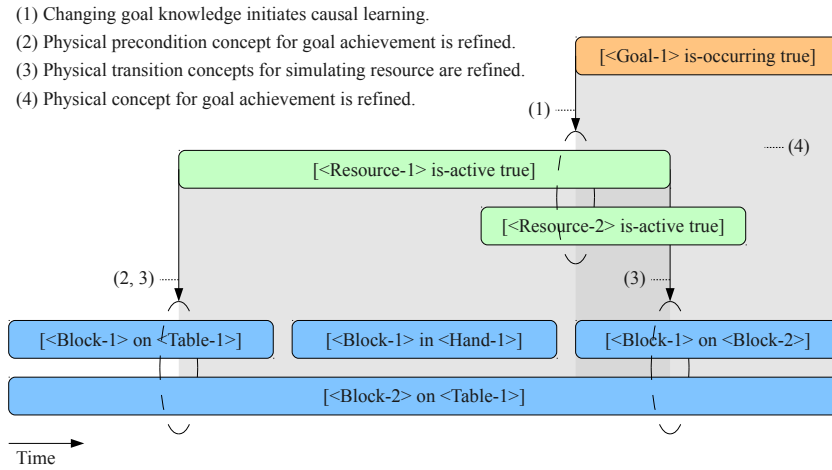 (1) Changing goal knowledge initiates causal learning.
(2) Physical precondition concept for goal achievement is refined.
(3) Physical transition concepts for simulating resource are refined.
(4) Physical concept for goal achievement is refined.
[<Goal-1> is-occurring true]
(1)
(4)
[<Resource-1> is-active true]
[<Resource-2> is-active true]
(2, 3)
(3)
[<Block-1> on <Table-1>]
[<Block-1> in <Hand-1>]
[<Block-1> on <Block-2>]
[<Block-2> on <Table-1>]
Time